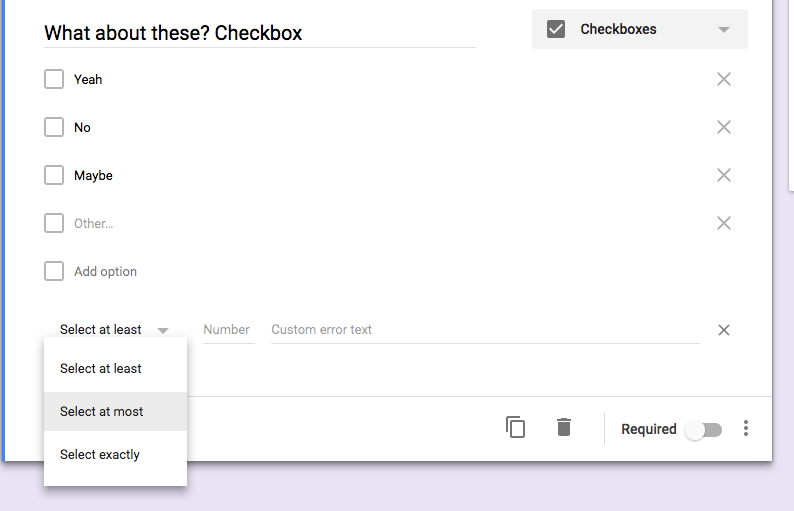 What about these? Checkbox
Checkboxes
Yeah
No
Maybe
Other...
Add option
Select at least
Number
Custom error text
Select at least
Select at most
Select exactly
Required